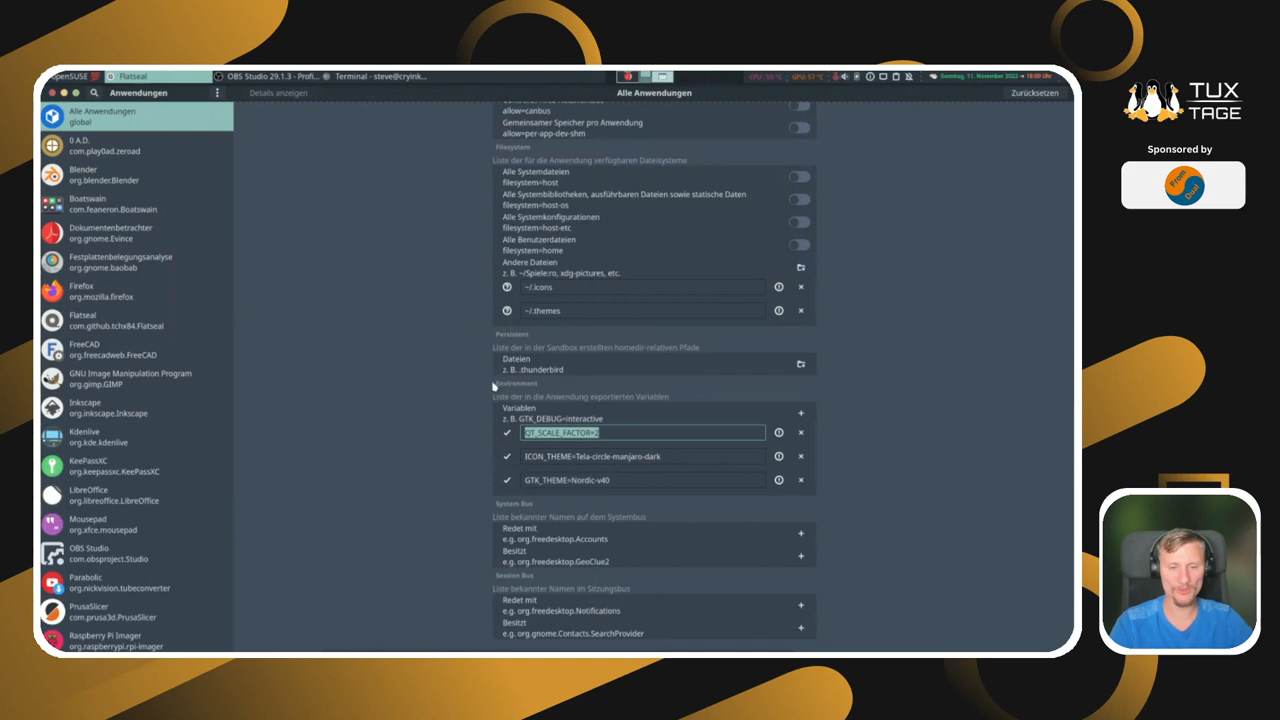 Flatseal
OBS Studio 29.1.3 - Profi...
Terminal - steve@cryink...
Sonntag, 11. November 2023 • 18:00 Uhr
Anwendungen
Details anzeigen
Alle Anwendungen
Zurücksetzen
Alle Anwendungen
global
0 A.D.
com.play0ad.zeroad
Blender
org.blender.Blender
Boatswain
com.feaneron.Boatswain
Dokumentenbetrachter
org.gnome.Evince
Festplattenbelegungsanalyse
org.gnome.baobab
Firefox
org.mozilla.firefox
Flatseal
com.github.tchx84.Flatseal
FreeCAD
org.freecadweb.FreeCAD
GNU Image Manipulation Program
org.gimp.GIMP
Inkscape
org.inkscape.Inkscape
Kdenlive
org.kde.kdenlive
KeePassXC
org.keepassxc.KeePassXC
LibreOffice
org.libreoffice.LibreOffice
Mousepad
org.xfce.mousepad
OBS Studio
com.obsproject.Studio
Parabolic
org.nickvision.tubeconverter
PrusaSlicer
com.prusa3d.PrusaSlicer
Raspberry Pi Imager
org.raspberrypi.rpi-imager
allow=canbus
Gemeinsamer Speicher pro Anwendung
allow=per-app-dev-shm
Filesystem
Liste der für die Anwendung verfügbaren Dateisysteme
Alle Systemdateien
filesystem=host
Alle Systembibliotheken, ausführbaren Dateien sowie statische Daten
filesystem=host-os
Alle Systemkonfigurationen
filesystem=host-etc
Alle Benutzerdateien
filesystem=home
Andere Dateien
z. B. ~/Spiele:ro, xdg-pictures, etc.
~/.icons
~/.themes
Persistent
Liste der in der Sandbox erstellten homedir-relativen Pfade
Dateien
z. B. .thunderbird
Environment
Liste der in die Anwendung exportierten Variablen
Variablen
z. B. GTK_DEBUG=interactive
QT_SCALE_FACTOR=2
ICON_THEME=Tela-circle-manjaro-dark
GTK_THEME=Nordic-v40
System Bus
Liste bekannter Namen auf dem Systembus
Redet mit
e.g. org.freedesktop.Accounts
Besitzt
e.g. org.freedesktop.GeoClue2
Session Bus
Liste bekannter Namen im Sitzungsbus
Redet mit
e.g. org.freedesktop.Notifications
Besitzt
e.g. org.gnome.Contacts.SearchProvider
TUX
TAGE
Sponsored by
From
Dual